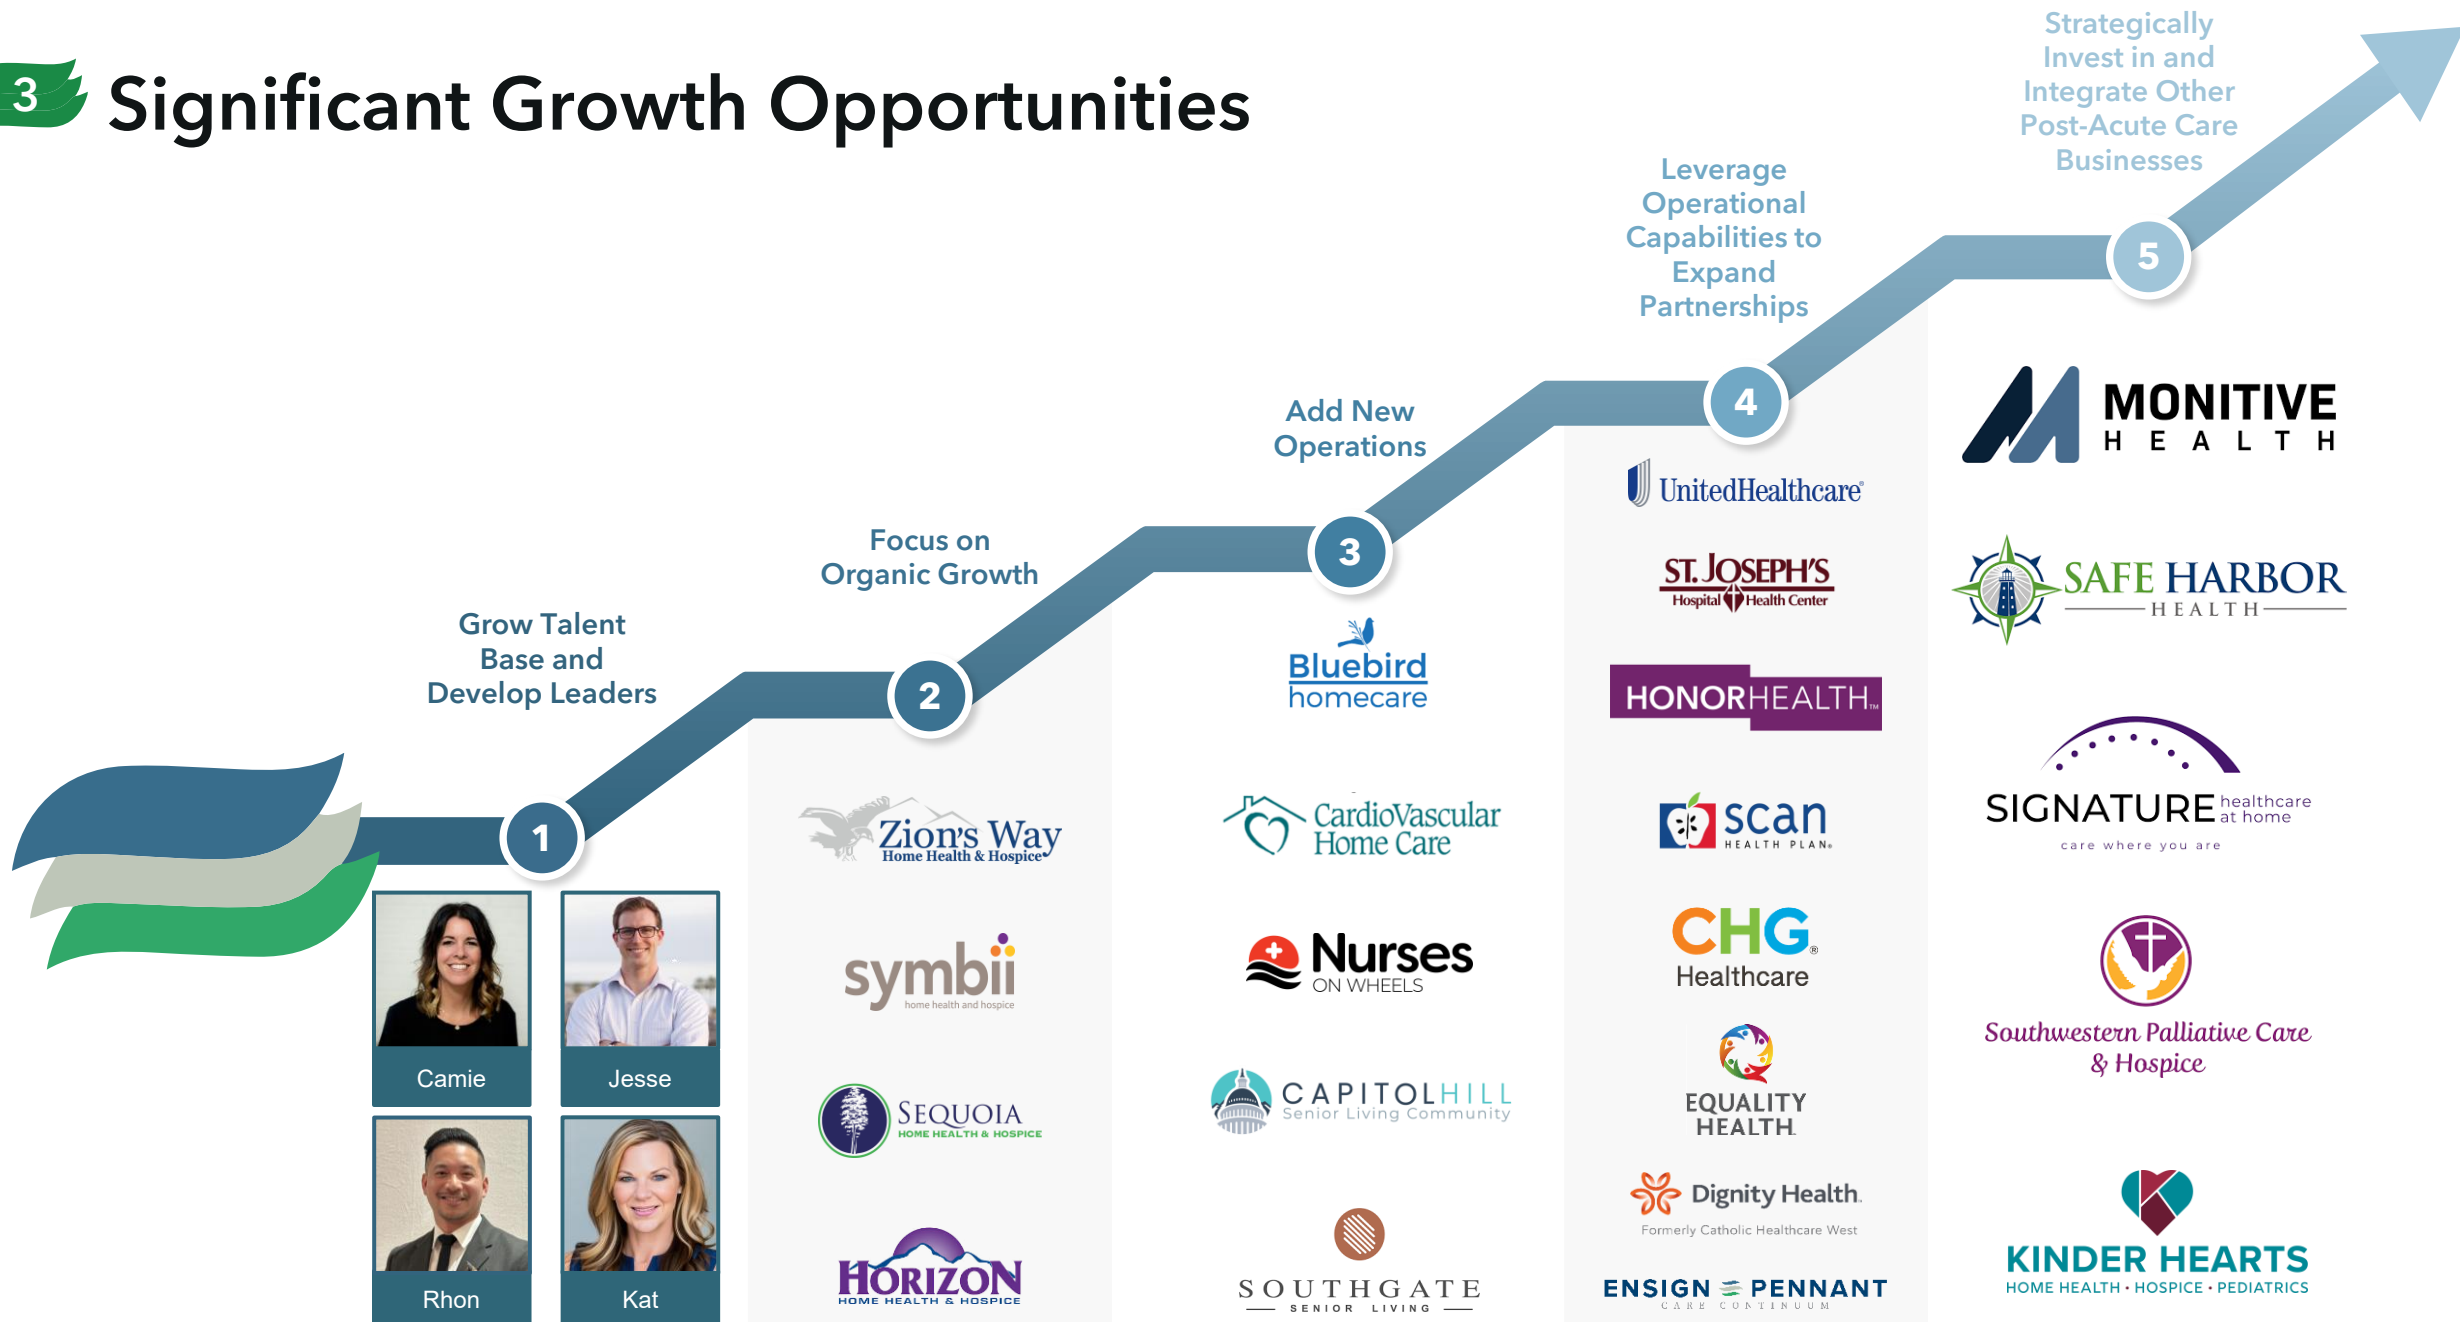 3
Significant Growth Opportunities
1
Grow Talent
Base and
Develop Leaders
Camie
Jesse
Rhon
Kat
2
Focus on
Organic Growth
Zion's Way
Home Health & Hospice
symbii
home health and hospice
SEQUOIA
HOME HEALTH & HOSPICE
HORIZON
HOME HEALTH & HOSPICE
3
Add New
Operations
Bluebird
homecare
CardioVascular
Home Care
Nurses
ON WHEELS
CAPITOLHILL
Senior Living Community
SOUTHGATE
SENIOR LIVING
4
Leverage
Operational
Capabilities to
Expand
Partnerships
UnitedHealthcare®
ST. JOSEPH'S
Hospital Health Center
HONORHEALTH™
scan
HEALTH PLAN®
CHG®
Healthcare
EQUALITY
HEALTH
Dignity Health
Formerly Catholic Healthcare West
ENSIGN PENNANT
CARE CONTINUUM
5
Strategically
Invest in and
Integrate Other
Post-Acute Care
Businesses
MONITIVE
HEALTH
SAFE HARBOR
HEALTH
SIGNATURE healthcare
at home
care where you are
Southwestern Palliative Care
& Hospice
KINDER HEARTS
HOME HEALTH • HOSPICE • PEDIATRICS